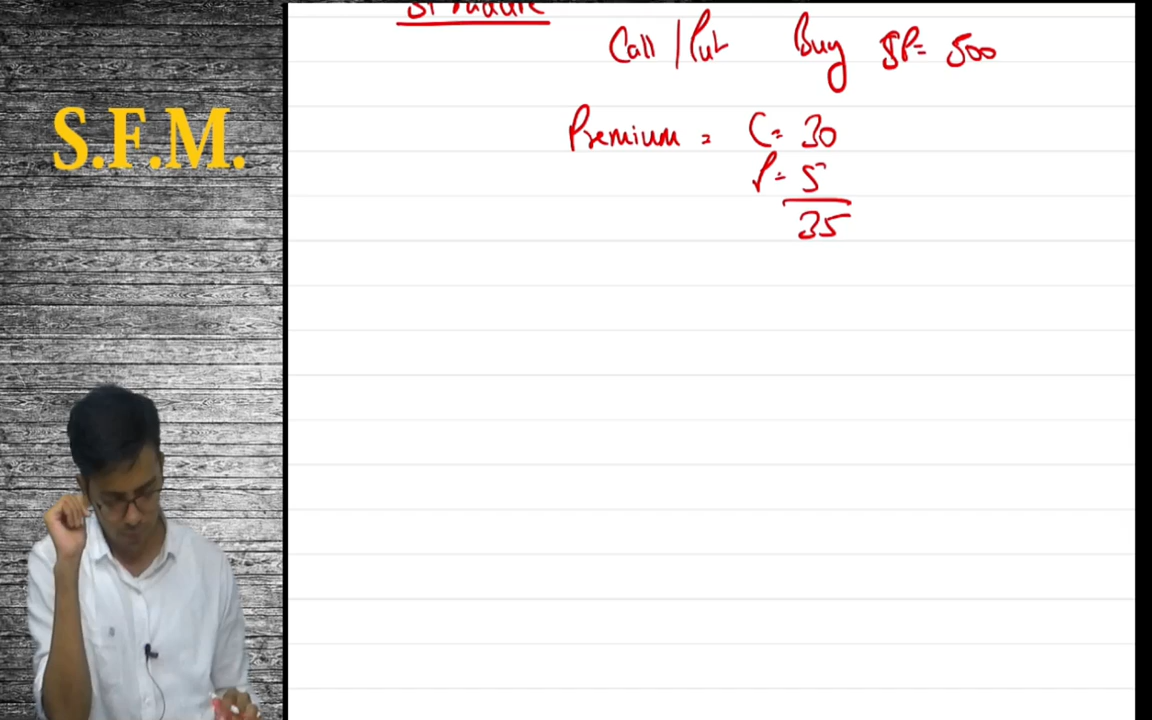 S.F.M.
Call / Put Buy SP= 500
Premium = C= 30
P= 5
35